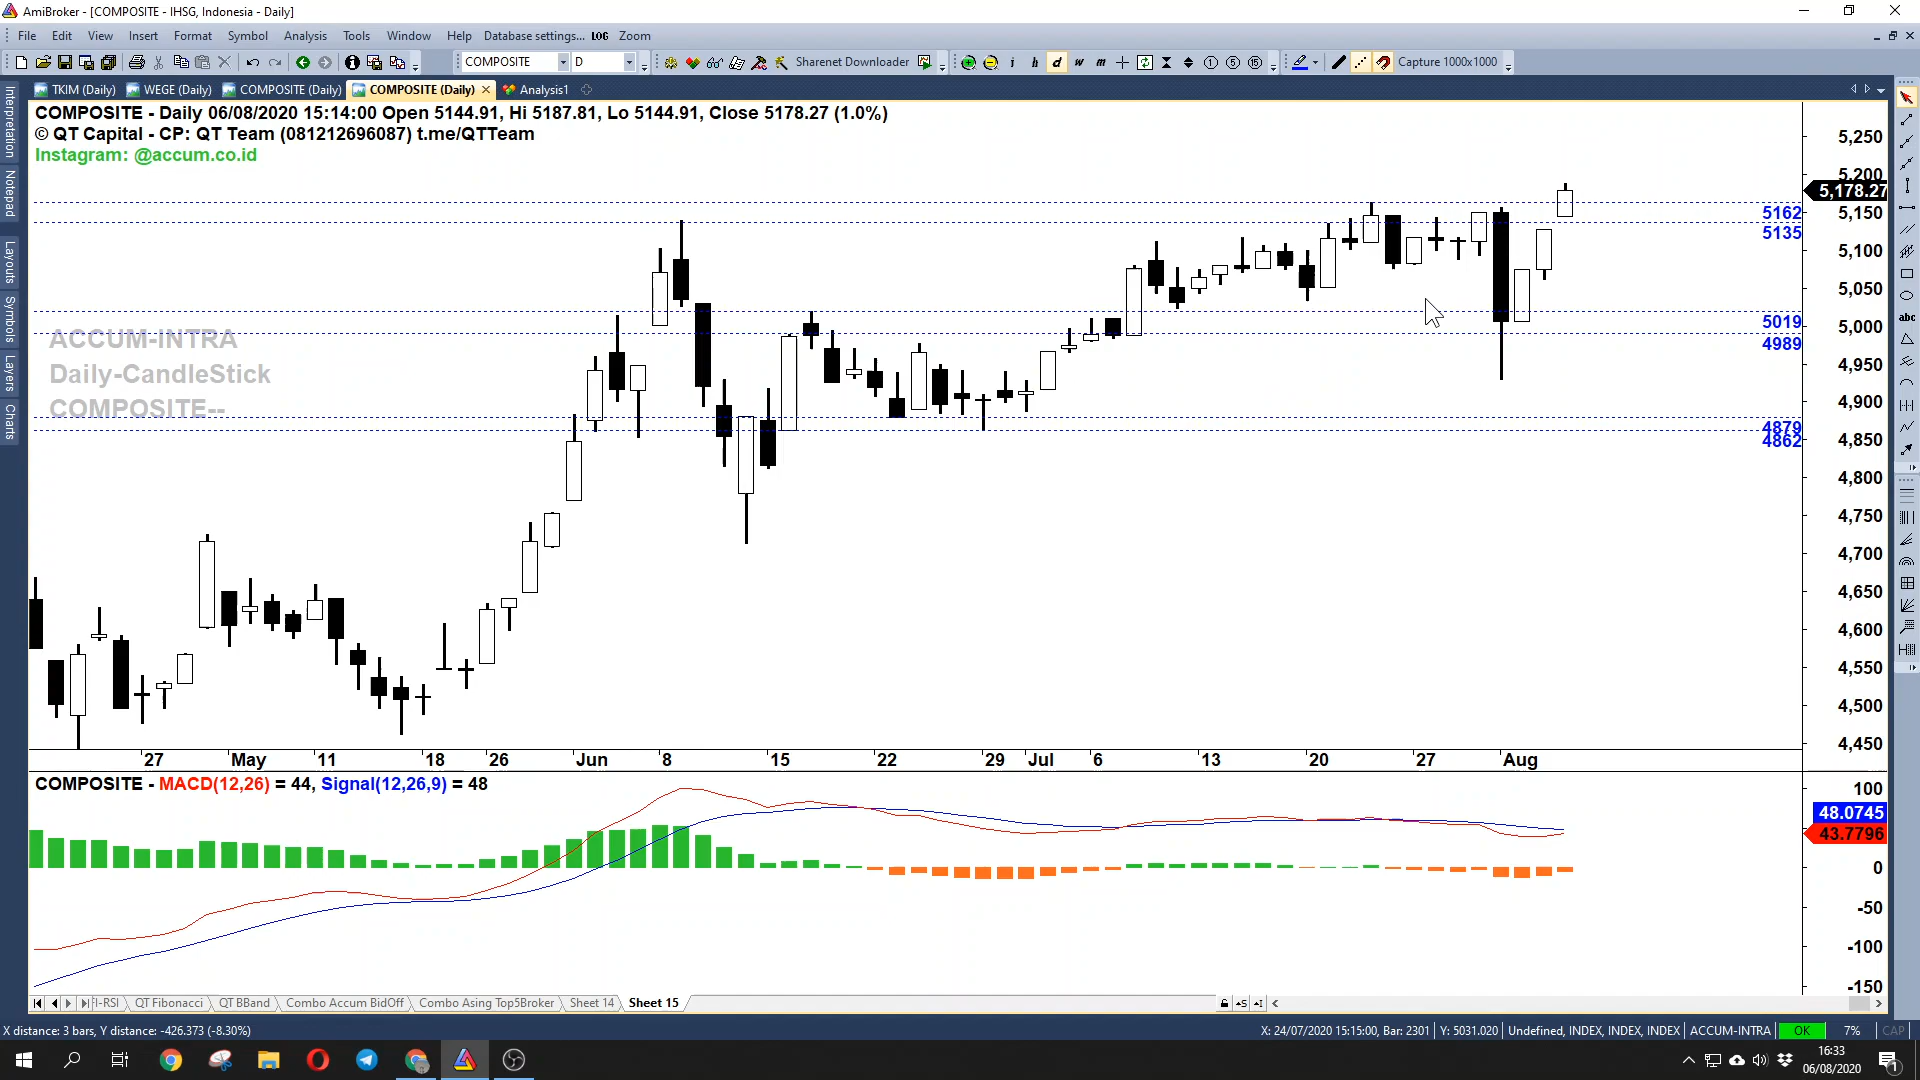 AmiBroker - [COMPOSITE - IHSG, Indonesia - Daily]
File Edit View Insert Format Symbol Analysis Tools Window Help Database settings... LOG Zoom
COMPOSITE D Sharenet Downloader i h d w m Capture 1000x1000
TKIM (Daily) WEGE (Daily) COMPOSITE (Daily) COMPOSITE (Daily) Analysis1
COMPOSITE - Daily 06/08/2020 15:14:00 Open 5144.91, Hi 5187.81, Lo 5144.91, Close 5178.27 (1.0%)
© QT Capital - CP: QT Team (081212696087) t.me/QTTeam
Instagram: @accum.co.id
Interpretation
Notepad
Layouts
Symbols
Layers
Charts
ACCUM-INTRA
Daily-CandleStick
COMPOSITE--
5162
5135
5019
4989
4879
4862
5,250
5,200
5,178.27
5,150
5,100
5,050
5,000
4,950
4,900
4,850
4,800
4,750
4,700
4,650
4,600
4,550
4,500
4,450
abc
27 May 11 18 26 Jun 8 15 22 29 Jul 6 13 20 27 Aug
COMPOSITE - MACD(12,26) = 44, Signal(12,26,9) = 48
100
48.0745
43.7796
0
-50
-100
-150
QT Fibonacci QT BBand Combo Accum BidOff Combo Asing Top5Broker Sheet 14 Sheet 15
X distance: 3 bars, Y distance: -426.373 (-8.30%) X: 24/07/2020 15:15:00, Bar: 2301 Y: 5031.020 Undefined, INDEX, INDEX, INDEX ACCUM-INTRA OK 7% CAP
16:33
06/08/2020
1